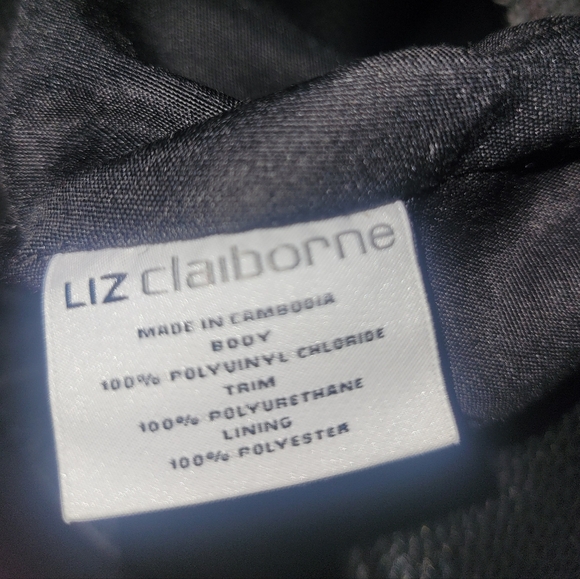 LIZ claiborne
MADE IN CAMBODIA
BODY
100% POLYVINYL CHLORIDE
TRIM
100% POLYURETHANE
LINING
100% POLYESTER